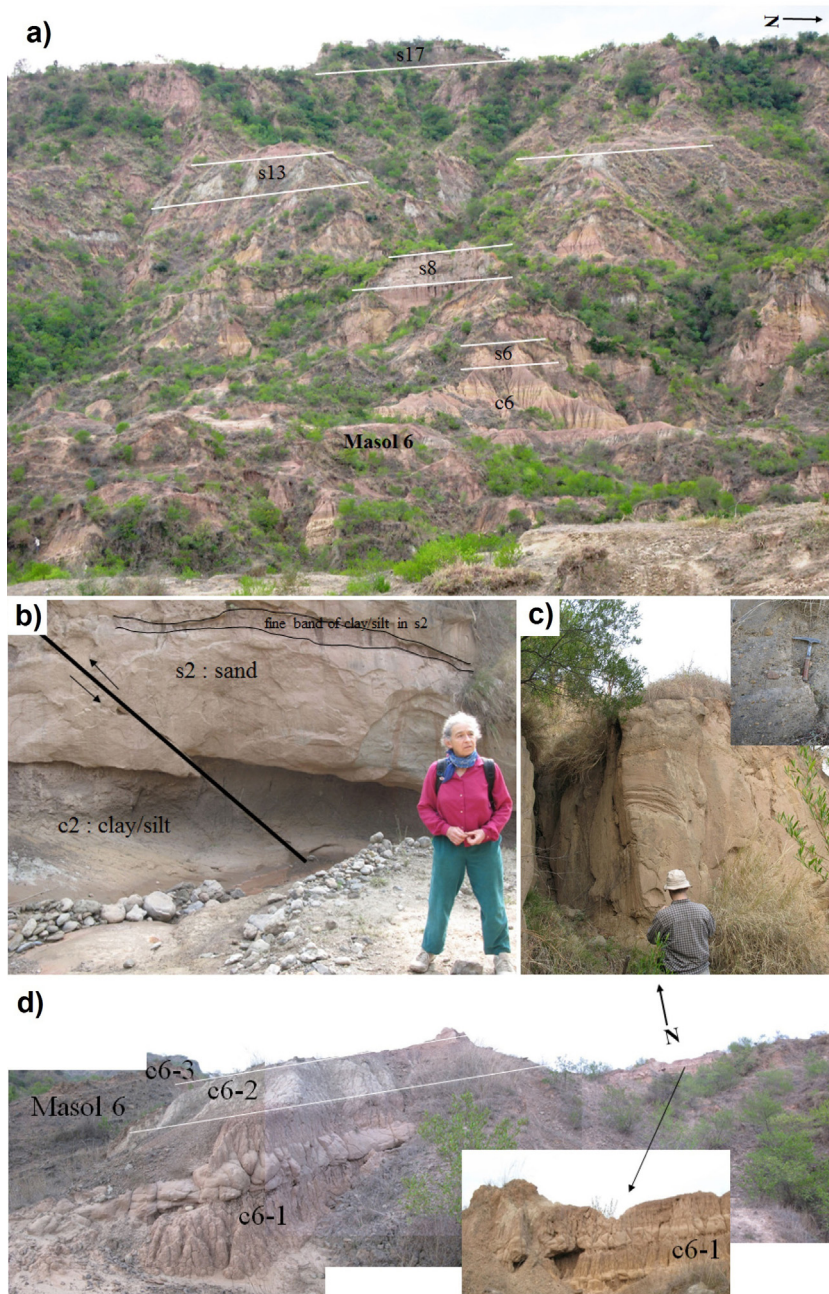 a)
N
s17
s13
s8
s6
c6
Masol 6
b)
fine band of clay/silt in s2
s2 : sand
c2 : clay/silt
c)
d)
N
c6-3
c6-2
Masol 6
c6-1
c6-1